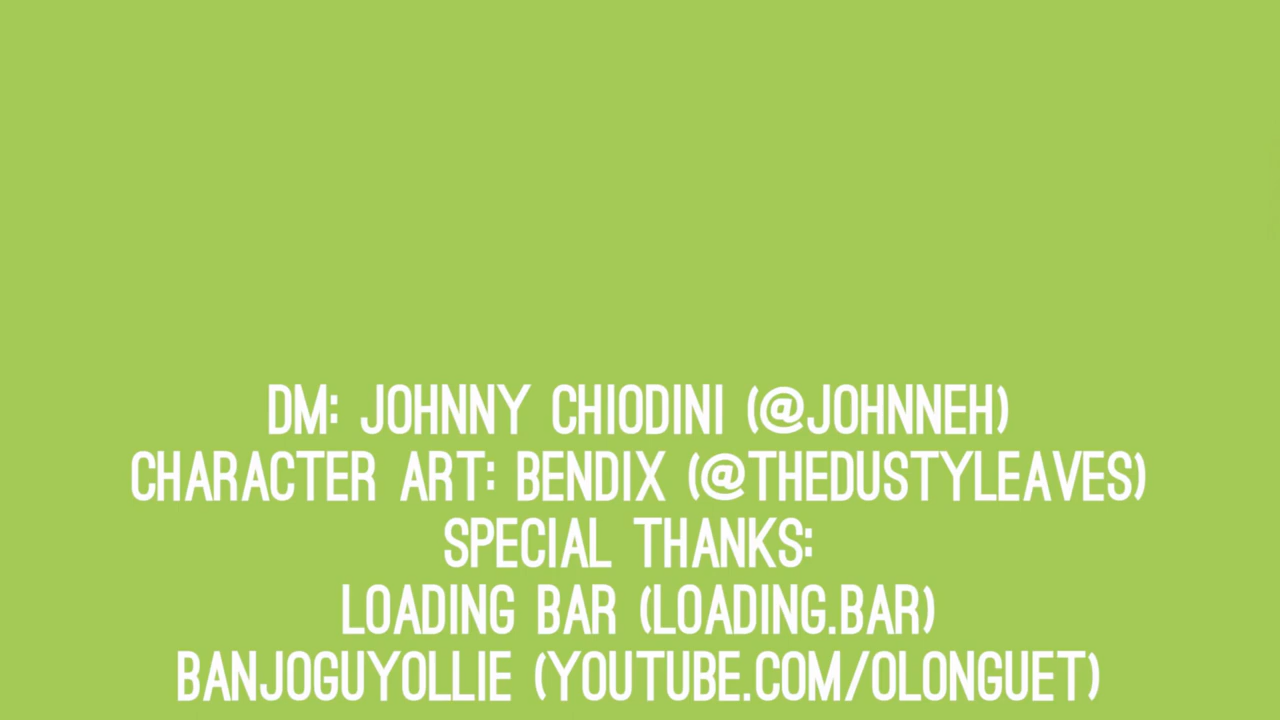 DM: JOHNNY CHIODINI (@JOHNNEH)
CHARACTER ART: BENDIX (@THEDUSTYLEAVES)
SPECIAL THANKS:
LOADING BAR (LOADING.BAR)
BANJOGUYOLLIE (YOUTUBE.COM/OLONGUET)